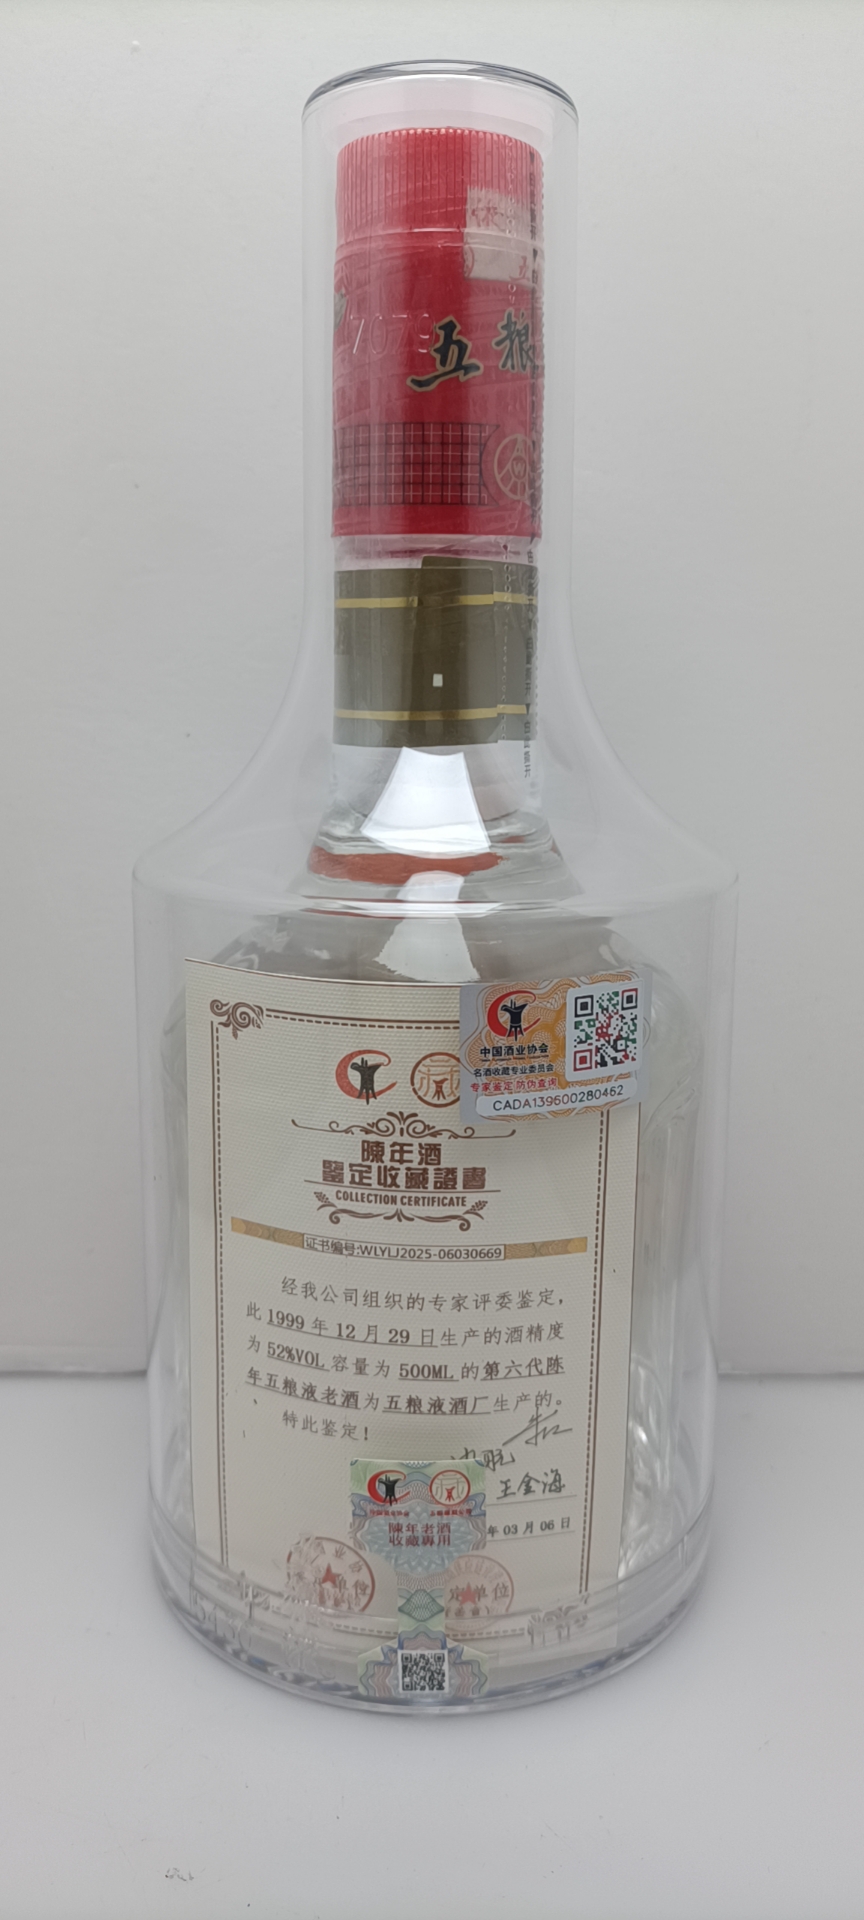 7079
五粮
中国酒业协会
名酒收藏专业委员会
专家鉴定 防伪查询
CADA139600280462
陳年酒
鑒定收藏證書
COLLECTION CERTIFICATE
证书编号:WLYLJ2025-06030669
经我公司组织的专家评委鉴定，
此 1999 年 12 月 29 日生产的酒精度
为 52%VOL 容量为 500ML 的第六代陈
年五粮液老酒为五粮液酒厂生产的。
特此鉴定！
王金海
年 03 月 06 日
陳年老酒
收藏專用
单位
定单位